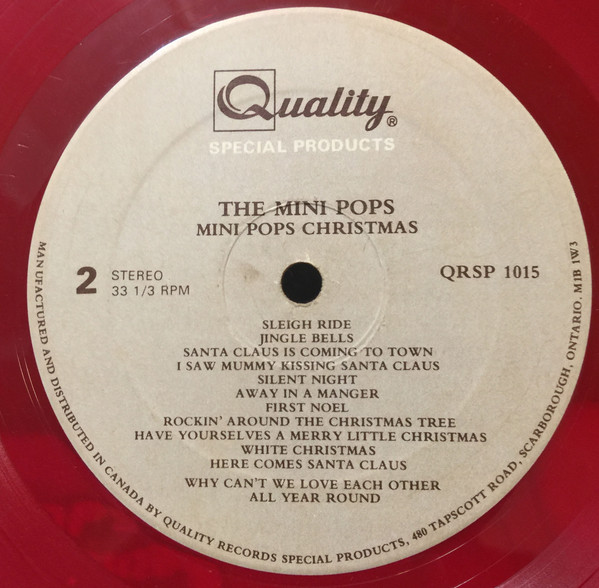 Quality®
SPECIAL PRODUCTS
THE MINI POPS
MINI POPS CHRISTMAS
2 STEREO
33 1/3 RPM
QRSP 1015
SLEIGH RIDE
JINGLE BELLS
SANTA CLAUS IS COMING TO TOWN
I SAW MUMMY KISSING SANTA CLAUS
SILENT NIGHT
AWAY IN A MANGER
FIRST NOEL
ROCKIN' AROUND THE CHRISTMAS TREE
HAVE YOURSELVES A MERRY LITTLE CHRISTMAS
WHITE CHRISTMAS
HERE COMES SANTA CLAUS
WHY CAN'T WE LOVE EACH OTHER
ALL YEAR ROUND
MANUFACTURED AND DISTRIBUTED IN CANADA BY QUALITY RECORDS SPECIAL PRODUCTS, 480 TAPSCOTT ROAD, SCARBOROUGH, ONTARIO. M1B 1W3